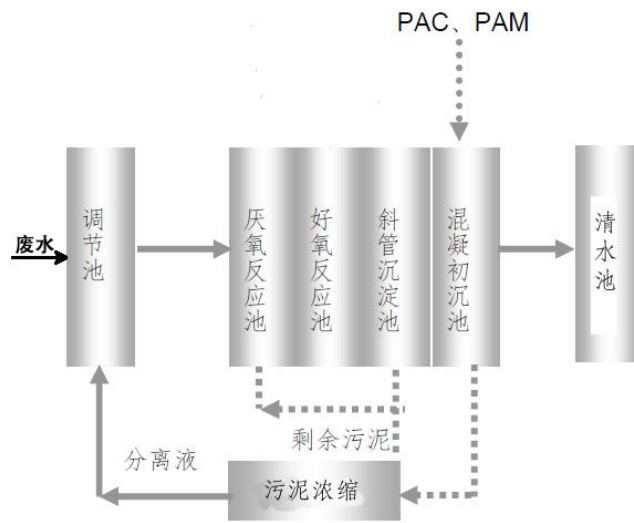 PAC、PAM
废水
调节池
厌氧反应池
好氧反应池
斜管沉淀池
混凝初沉池
清水池
剩余污泥
分离液
污泥浓缩